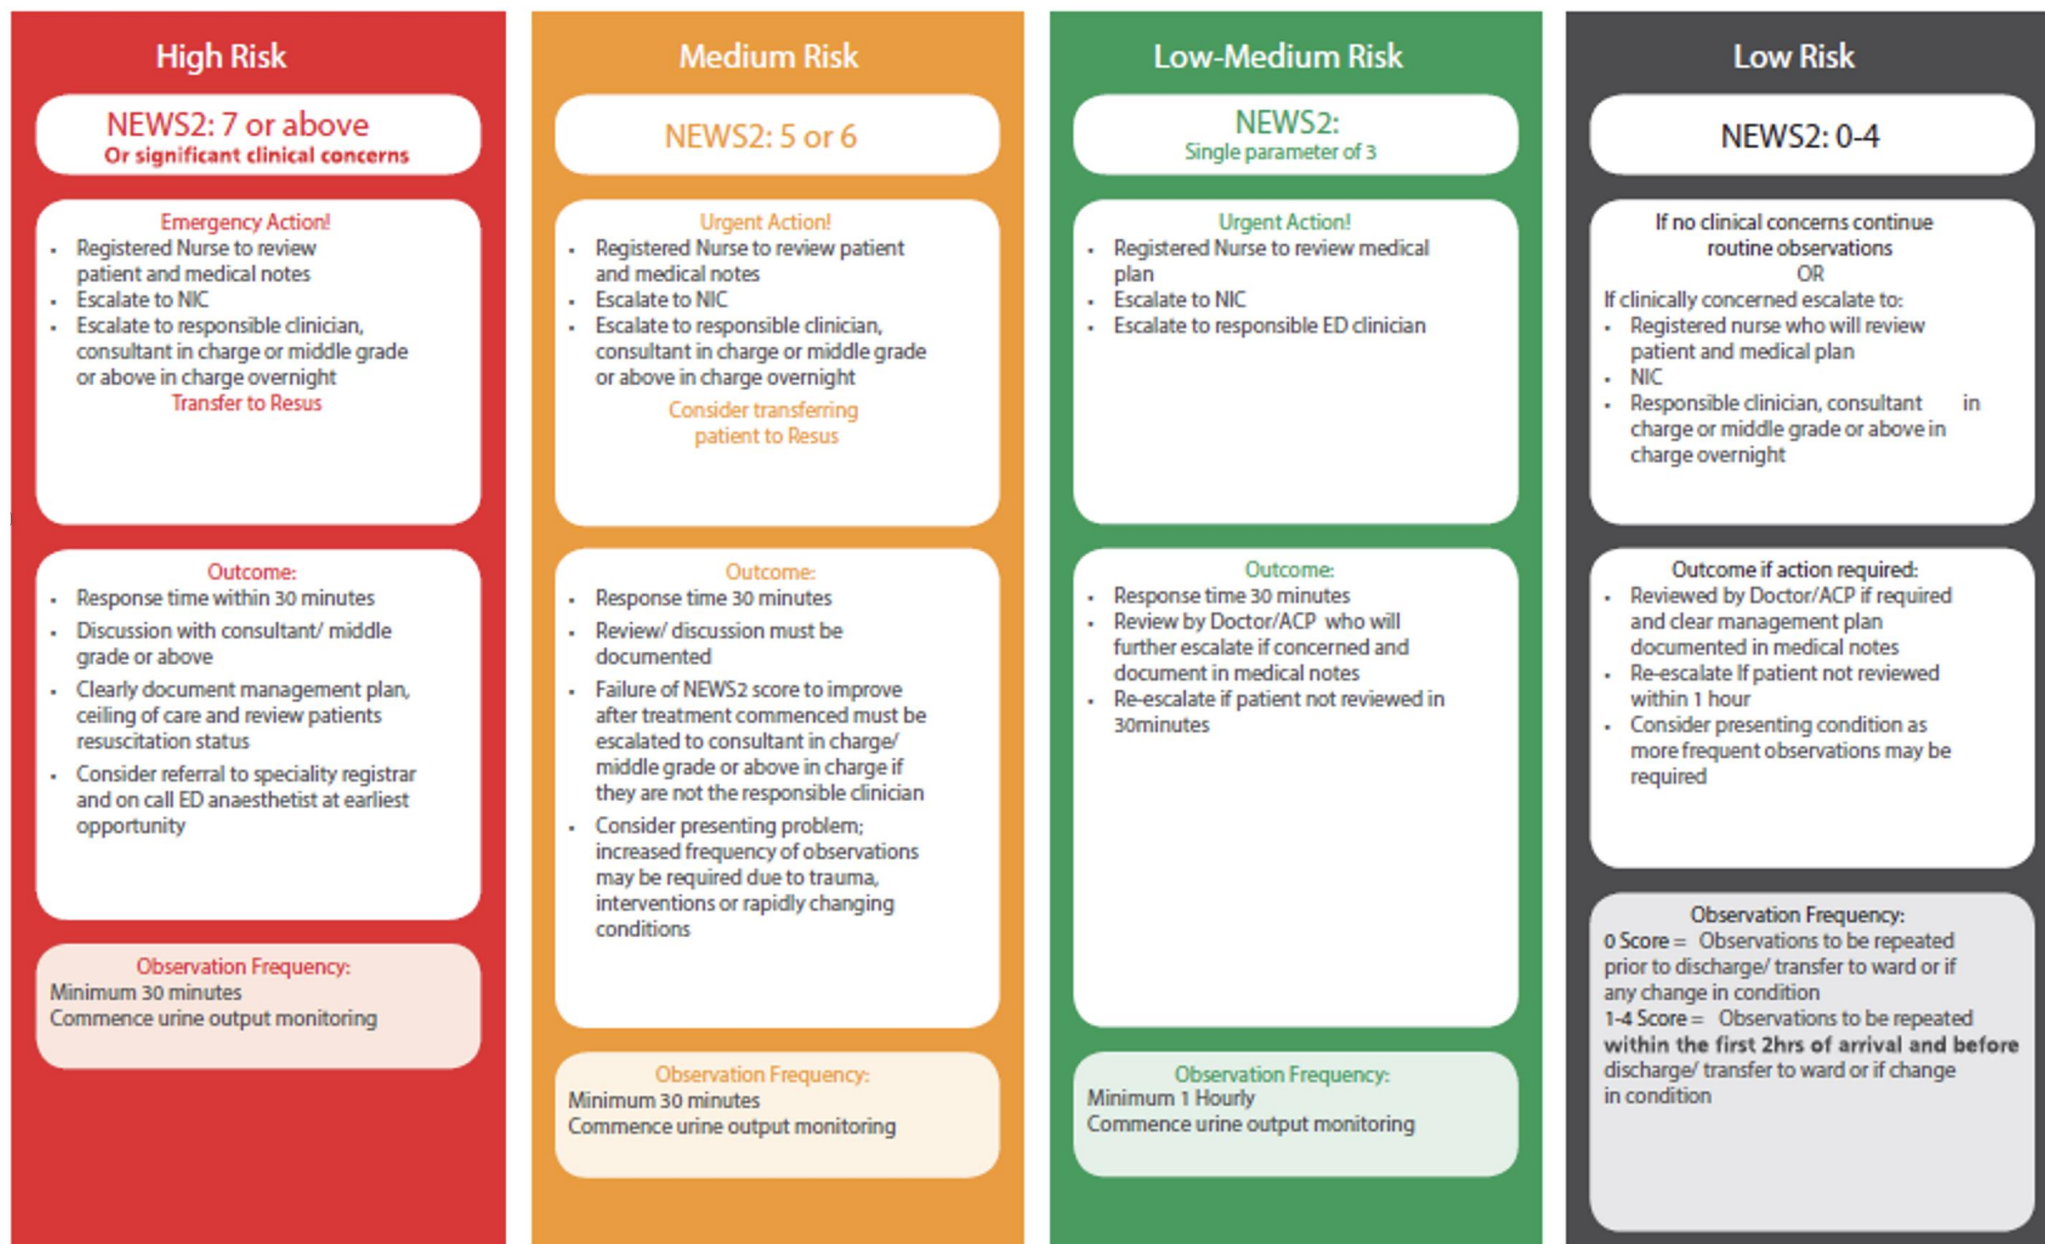 High Risk
NEWS2: 7 or above
Or significant clinical concerns
Emergency Action!
• Registered Nurse to review
patient and medical notes
• Escalate to NIC
• Escalate to responsible clinician,
consultant in charge or middle grade
or above in charge overnight
Transfer to Resus
Outcome:
• Response time within 30 minutes
• Discussion with consultant/ middle
grade or above
• Clearly document management plan,
ceiling of care and review patients
resuscitation status
• Consider referral to speciality registrar
and on call ED anaesthetist at earliest
opportunity
Observation Frequency:
Minimum 30 minutes
Commence urine output monitoring
Medium Risk
NEWS2: 5 or 6
Urgent Action!
• Registered Nurse to review patient
and medical notes
• Escalate to NIC
• Escalate to responsible clinician,
consultant in charge or middle grade
or above in charge overnight
Consider transferring
patient to Resus
Outcome:
• Response time 30 minutes
• Review/ discussion must be
documented
• Failure of NEWS2 score to improve
after treatment commenced must be
escalated to consultant in charge/
middle grade or above in charge if
they are not the responsible clinician
• Consider presenting problem;
increased frequency of observations
may be required due to trauma,
interventions or rapidly changing
conditions
Observation Frequency:
Minimum 30 minutes
Commence urine output monitoring
Low-Medium Risk
NEWS2:
Single parameter of 3
Urgent Action!
• Registered Nurse to review medical
plan
• Escalate to NIC
• Escalate to responsible ED clinician
Outcome:
• Response time 30 minutes
• Review by Doctor/ACP who will
further escalate if concerned and
document in medical notes
• Re-escalate if patient not reviewed in
30minutes
Observation Frequency:
Minimum 1 Hourly
Commence urine output monitoring
Low Risk
NEWS2: 0-4
If no clinical concerns continue
routine observations
OR
If clinically concerned escalate to:
• Registered nurse who will review
patient and medical plan
• NIC
• Responsible clinician, consultant in
charge or middle grade or above in
charge overnight
Outcome if action required:
• Reviewed by Doctor/ACP if required
and clear management plan
documented in medical notes
• Re-escalate If patient not reviewed
within 1 hour
• Consider presenting condition as
more frequent observations may be
required
Observation Frequency:
0 Score = Observations to be repeated
prior to discharge/ transfer to ward or if
any change in condition
1-4 Score = Observations to be repeated
within the first 2hrs of arrival and before
discharge/ transfer to ward or if change
in condition